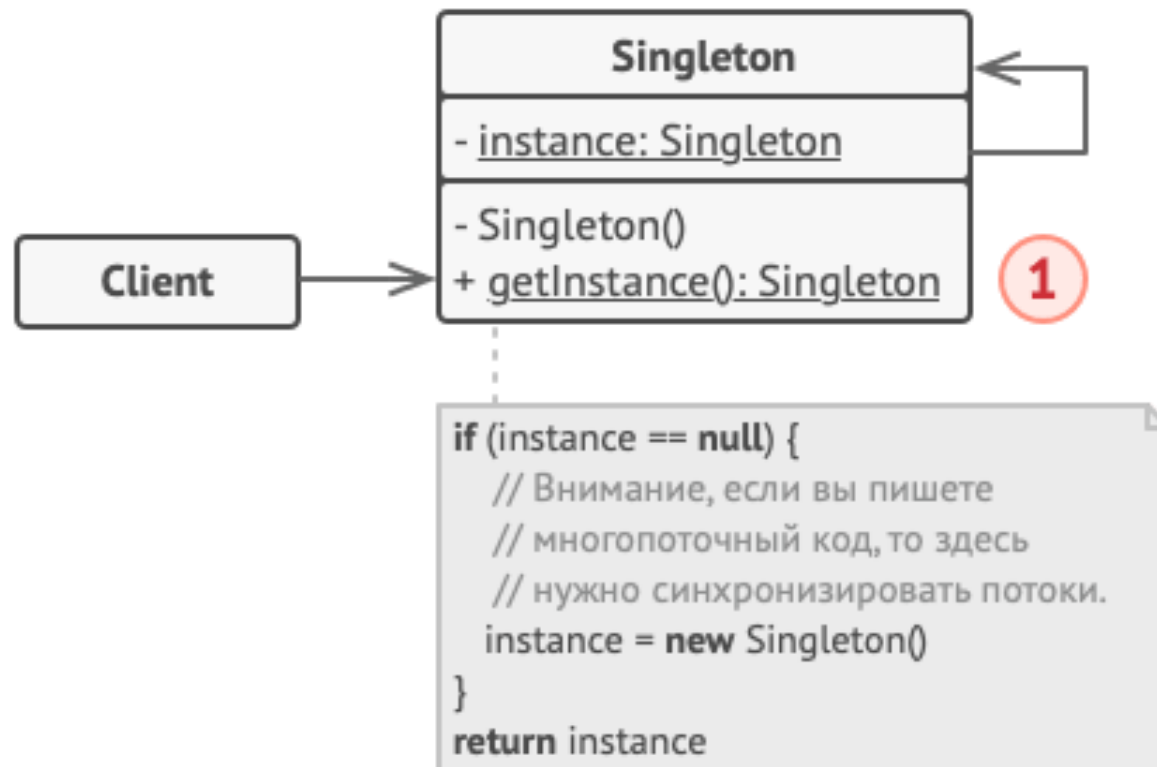 Singleton
- instance: Singleton
- Singleton()
+ getInstance(): Singleton
Client
1
if (instance == null) {
// Внимание, если вы пишете
// многопоточный код, то здесь
// нужно синхронизировать потоки.
instance = new Singleton()
}
return instance